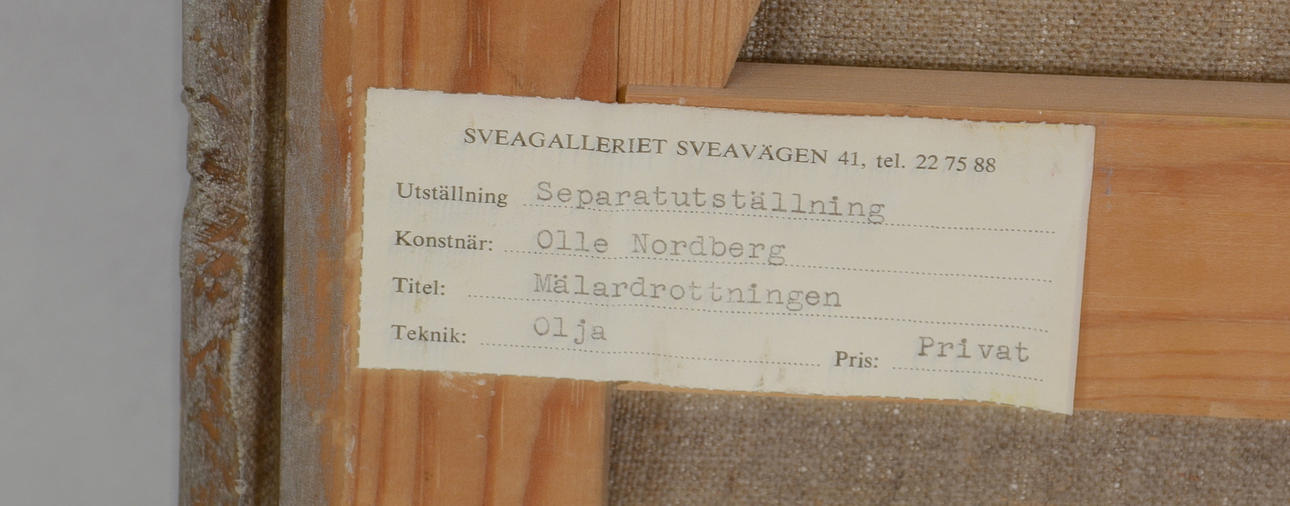 SVEAGALLERIET SVEAVÄGEN 41, tel. 22 75 88
Utställning Separatutställning
Konstnär: Olle Nordberg
Titel: Mälardrottningen
Teknik: Olja Pris: Privat